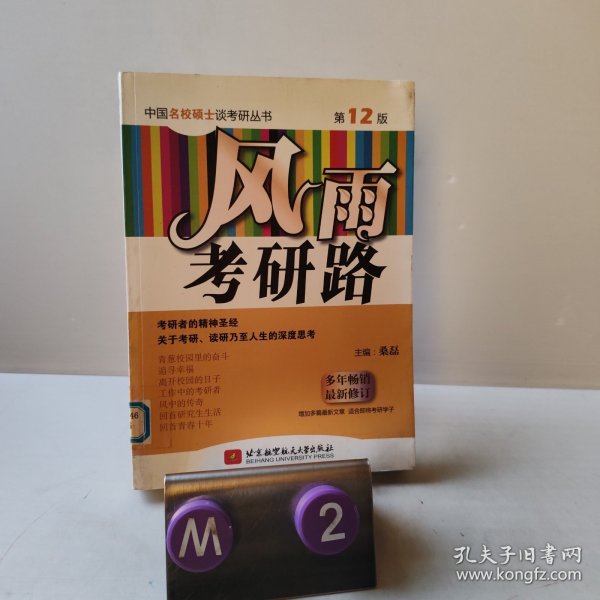 中国名校硕士谈考研丛书
第12版
风雨
考研路
考研者的精神圣经
关于考研、读研乃至人生的深度思考
主编:桑磊
青葱校园里的奋斗
追寻幸福
离开校园的日子
工作中的考研者
风中的传奇
回首研究生生活
回首青春十年
多年畅销
最新修订
增加多篇最新文章 适合即将考研学子
北京航空航天大学出版社
BEIHANG UNIVERSITY PRESS
46
W 2
孔夫子旧书网
www.kongfz.com